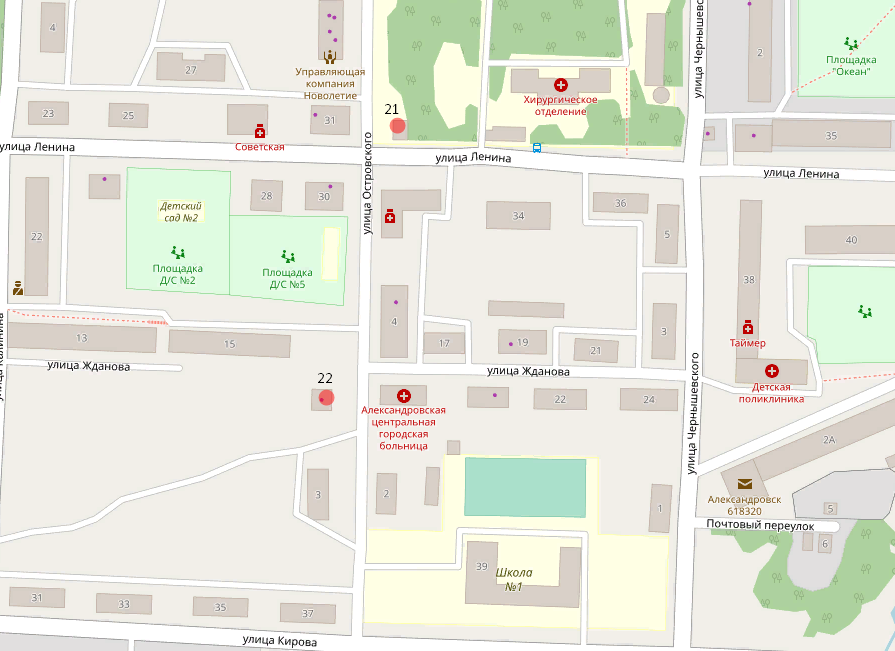 4
27
Управляющая
компания
Новолетие
23
25
31
Советская
21
Хирургическое
отделение
улица Чернышевского
2
Площадка
"Океан"
35
улица Ленина
улица Ленина
улица Ленина
улица Островского
22
Детский
сад №2
28
30
Площадка
Д/С №2
Площадка
Д/С №5
34
36
5
38
40
4
17
19
21
3
Таймер
13
15
улица Калинина
улица Жданова
улица Жданова
22
Александровская
центральная
городская
больница
22
24
Детская
поликлиника
улица Чернышевского
2А
3
2
1
Александровск
618320
5
Почтовый переулок
6
39
Школа
№1
31
33
35
37
улица Кирова